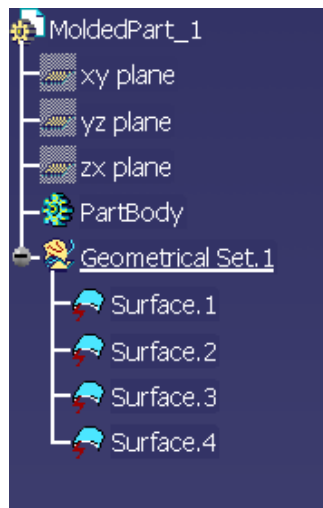 MoldedPart_1
xy plane
yz plane
zx plane
PartBody
Geometrical Set.1
Surface.1
Surface.2
Surface.3
Surface.4